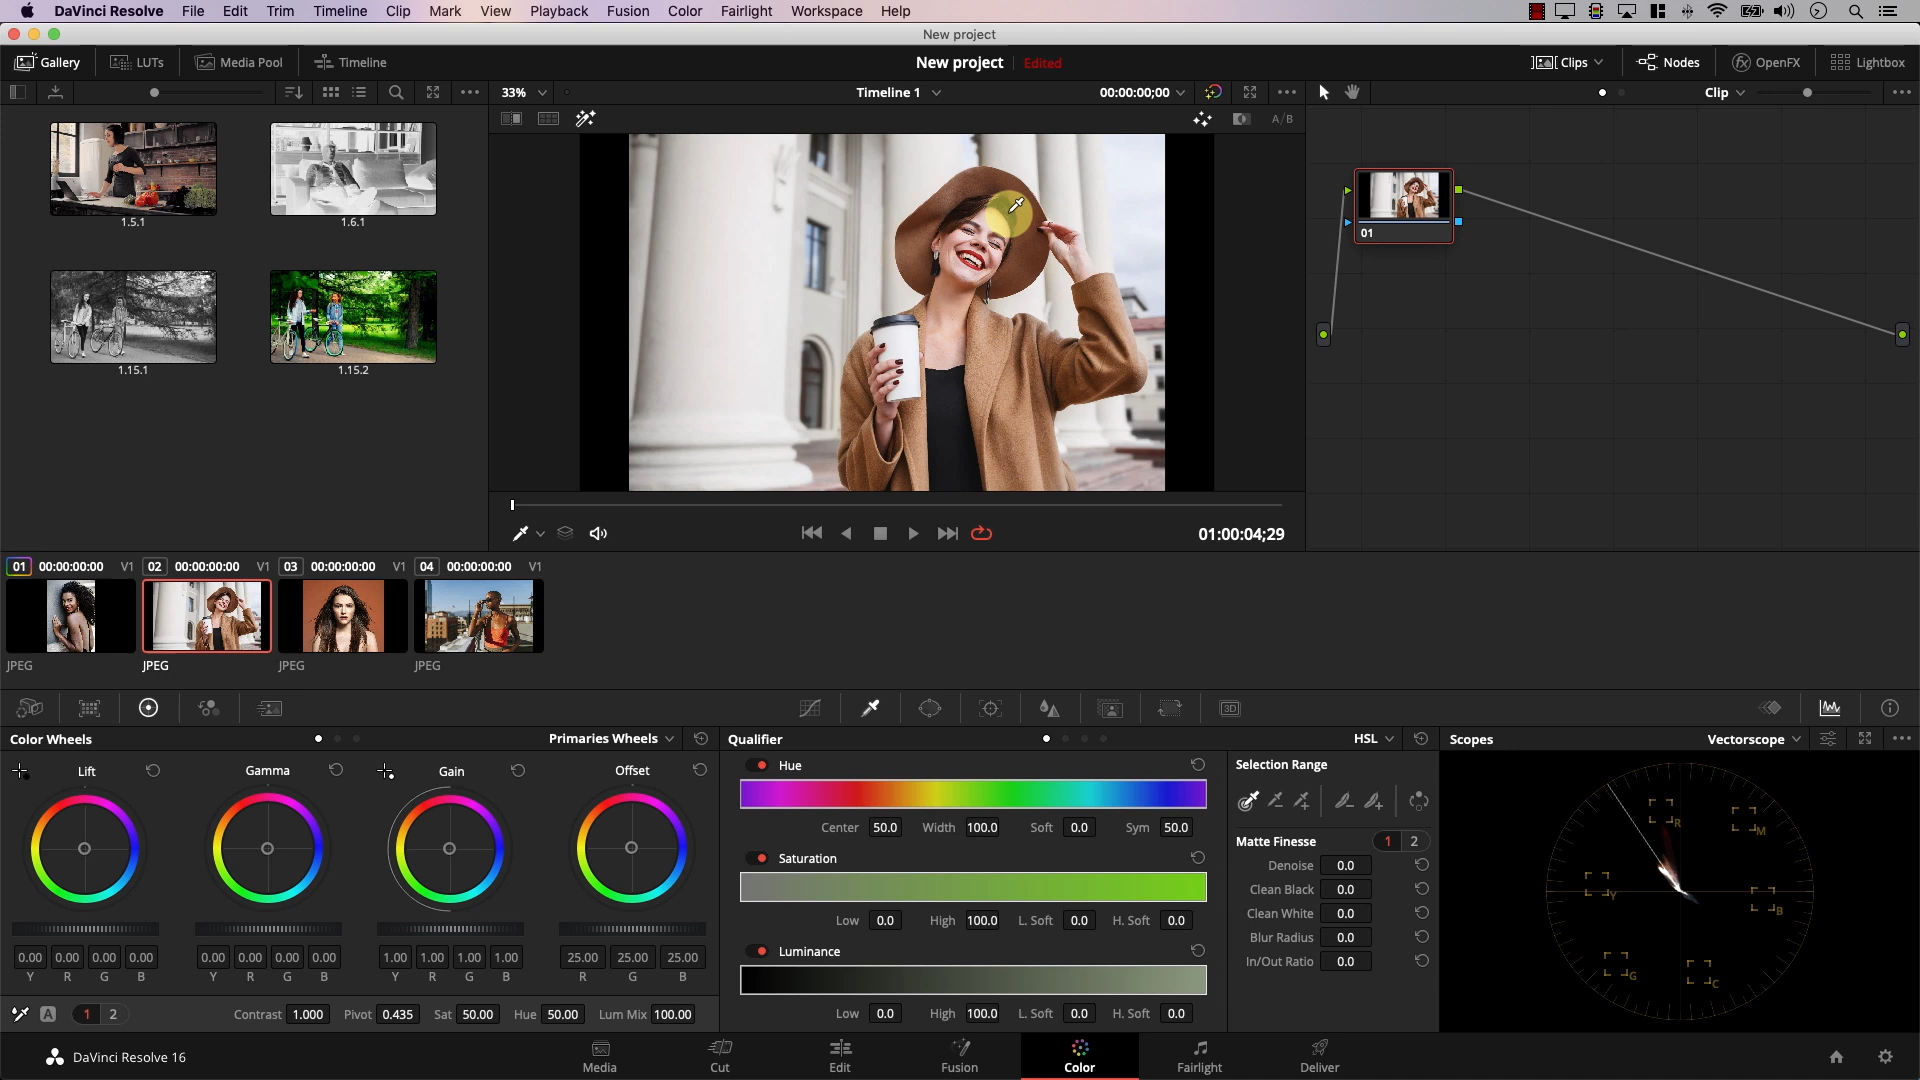 DaVinci Resolve File Edit Trim Timeline Clip Mark View Playback Fusion Color Fairlight Workspace Help
New project
Gallery LUTs Media Pool Timeline New project Edited Clips Nodes OpenFX Lightbox
33% Timeline 1 00:00:00;00 Clip
A/B
1.5.1 1.6.1
01
1.15.1 1.15.2
01:00:04;29
01 00:00:00:00 V1 02 00:00:00:00 V1 03 00:00:00:00 V1 04 00:00:00:00 V1
JPEG JPEG JPEG JPEG
3D
Color Wheels Primaries Wheels Qualifier HSL Scopes Vectorscope
Lift Gamma Gain Offset
Hue
Center 50.0 Width 100.0 Soft 0.0 Sym 50.0
Saturation
Low 0.0 High 100.0 L. Soft 0.0 H. Soft 0.0
Luminance
Low 0.0 High 100.0 L. Soft 0.0 H. Soft 0.0
Selection Range
Matte Finesse 1 2
Denoise 0.0
Clean Black 0.0
Clean White 0.0
Blur Radius 0.0
In/Out Ratio 0.0
R M
Y B
G C
0.00 0.00 0.00 0.00 0.00 0.00 0.00 0.00 1.00 1.00 1.00 1.00 25.00 25.00 25.00
Y R G B Y R G B Y R G B R G B
A 1 2 Contrast 1.000 Pivot 0.435 Sat 50.00 Hue 50.00 Lum Mix 100.00
DaVinci Resolve 16 Media Cut Edit Fusion Color Fairlight Deliver